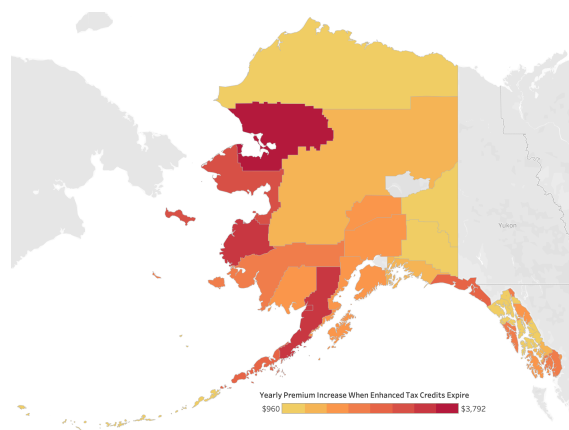 Yukon
Yearly Premium Increase When Enhanced Tax Credits Expire
$960 $3,792